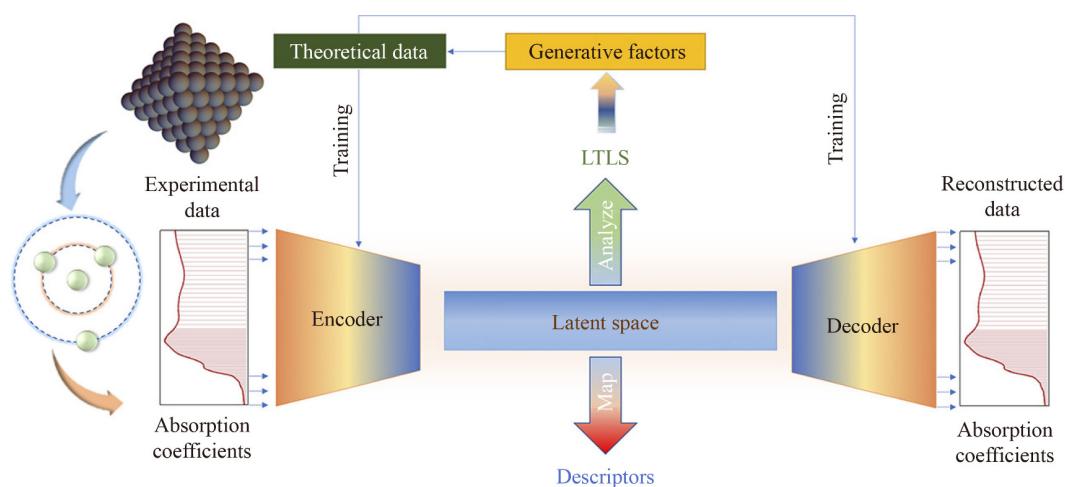 Theoretical data
Generative factors
Training
Training
LTLS
Experimental
data
Reconstructed
data
Analyze
Encoder
Latent space
Decoder
Map
Absorption
coefficients
Absorption
coefficients
Descriptors